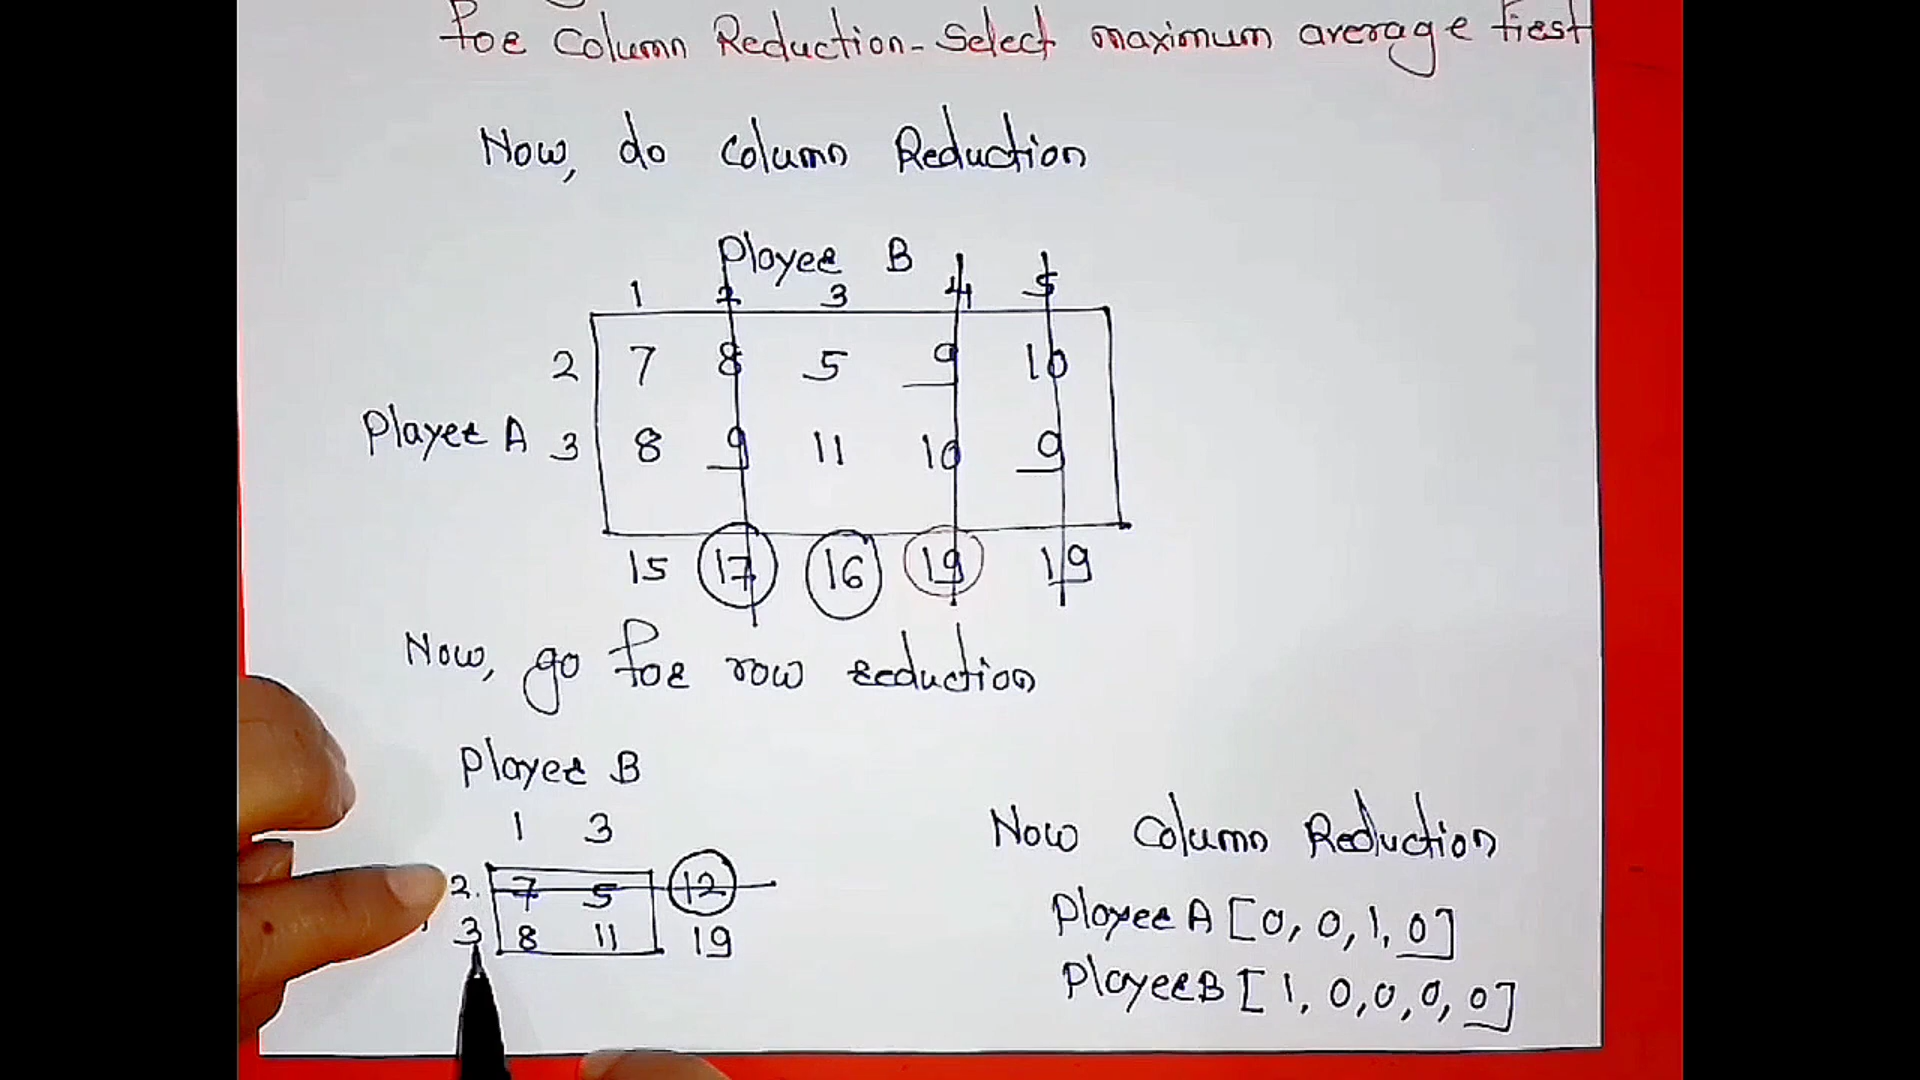 For Column Reduction - Select maximum average first
Now, do Column Reduction
Player B
1 2 3 4 5
2 7 8 5 9 10
Player A 3 8 9 11 10 9
15 17 16 19 19
Now, go for row reduction
Player B
1 3
2. 7 5 12
3 8 11 19
Now Column Reduction
Player A [0, 0, 1, 0]
Player B [1, 0, 0, 0, 0]